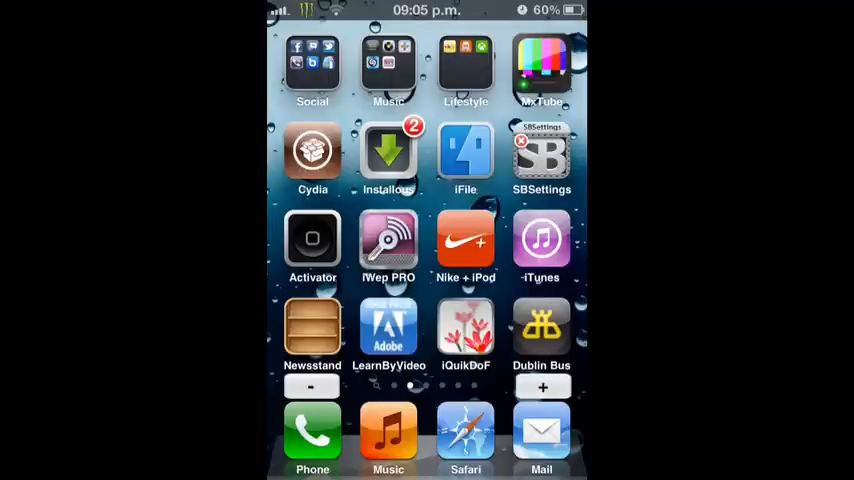 09:05 p.m. 60%
Social Music Lifestyle MxTube
2
SBSettings
SB
Cydia Installous iFile SBSettings
Activator iWep PRO Nike + iPod iTunes
Adobe
Newsstand LearnByVideo iQuikDoF Dublin Bus
- +
Phone Music Safari Mail